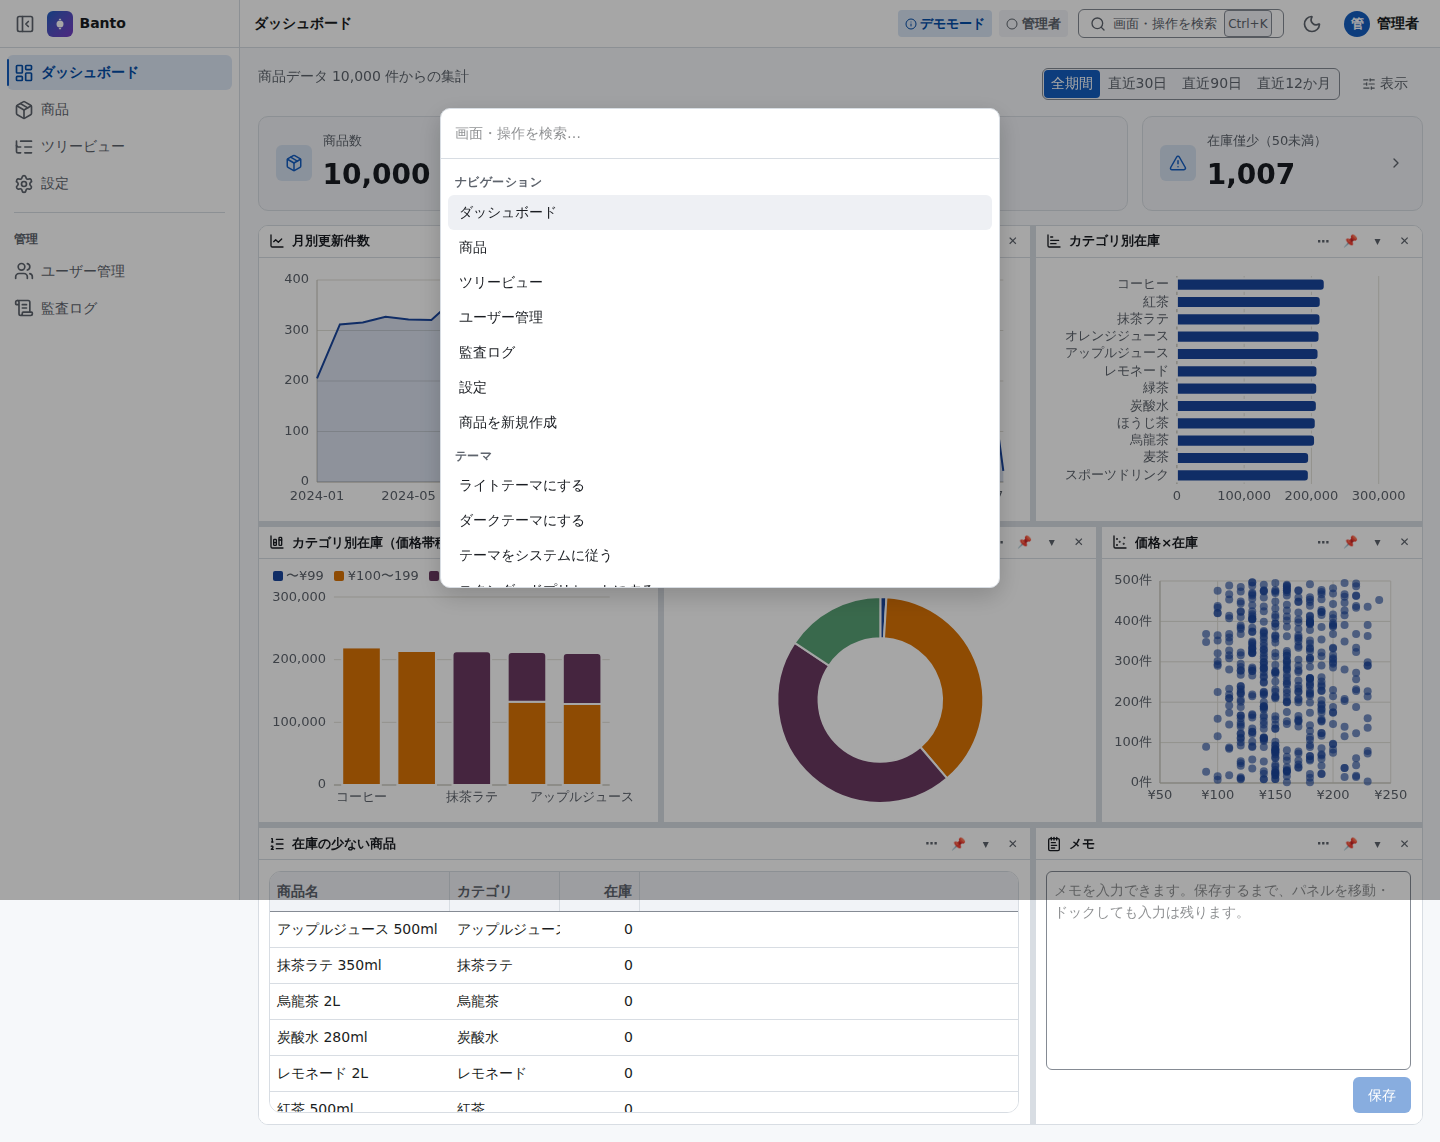 Banto
ダッシュボード
デモモード
管理者
画面・操作を検索
Ctrl+K
管
管理者
ダッシュボード
商品
ツリービュー
設定
管理
ユーザー管理
監査ログ
商品データ 10,000 件からの集計
全期間
直近30日
直近90日
直近12か月
表示
商品数
10,000
在庫僅少（50未満）
1,007
画面・操作を検索…
ナビゲーション
ダッシュボード
商品
ツリービュー
ユーザー管理
監査ログ
設定
商品を新規作成
テーマ
ライトテーマにする
ダークテーマにする
テーマをシステムに従う
月別更新件数
400
300
200
100
0
2024-01
2024-05
カテゴリ別在庫
コーヒー
紅茶
抹茶ラテ
オレンジジュース
アップルジュース
レモネード
緑茶
炭酸水
ほうじ茶
烏龍茶
麦茶
スポーツドリンク
0
100,000
200,000
300,000
カテゴリ別在庫（価格帯
〜¥99
¥100〜199
300,000
200,000
100,000
0
コーヒー
抹茶ラテ
アップルジュース
価格×在庫
500件
400件
300件
200件
100件
0件
¥50
¥100
¥150
¥200
¥250
在庫の少ない商品
商品名 カテゴリ 在庫
アップルジュース 500ml アップルジュース 0
抹茶ラテ 350ml 抹茶ラテ 0
烏龍茶 2L 烏龍茶 0
炭酸水 280ml 炭酸水 0
レモネード 2L レモネード 0
紅茶 500ml 紅茶 0
メモ
メモを入力できます。保存するまで、パネルを移動・
ドックしても入力は残ります。
保存